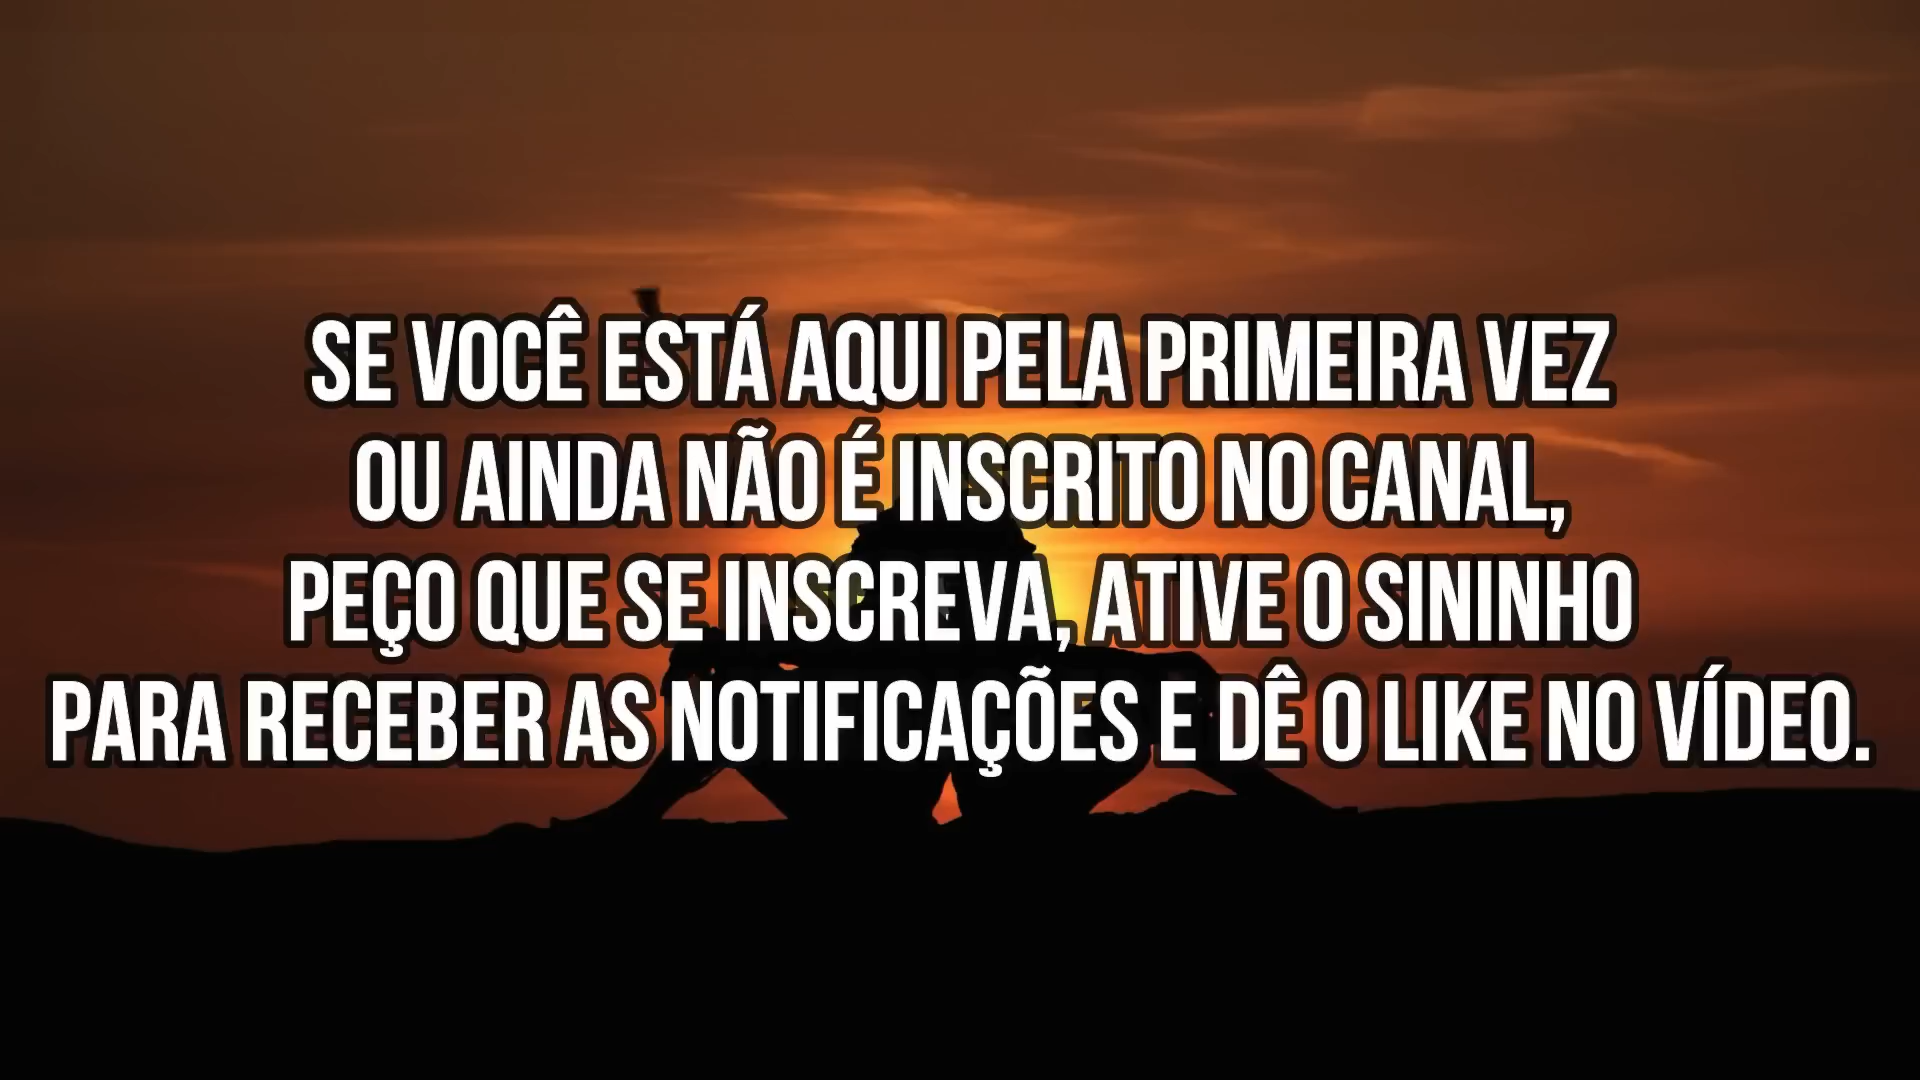 SE VOCÊ ESTÁ AQUI PELA PRIMEIRA VEZ
OU AINDA NÃO É INSCRITO NO CANAL,
PEÇO QUE SE INSCREVA, ATIVE O SININHO
PARA RECEBER AS NOTIFICAÇÕES E DÊ O LIKE NO VÍDEO.